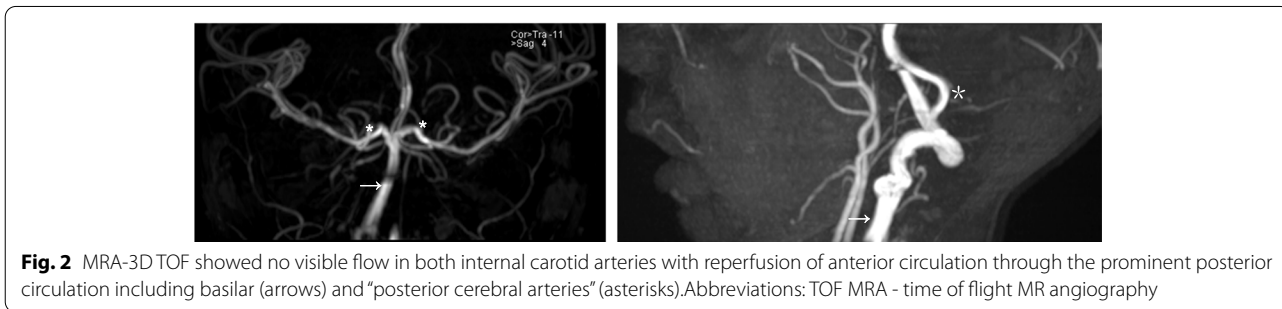 Cor>Tra -11
>Sag 4
* *
→
*
→
Fig. 2 MRA-3D TOF showed no visible flow in both internal carotid arteries with reperfusion of anterior circulation through the prominent posterior
circulation including basilar (arrows) and “posterior cerebral arteries” (asterisks).Abbreviations: TOF MRA - time of flight MR angiography